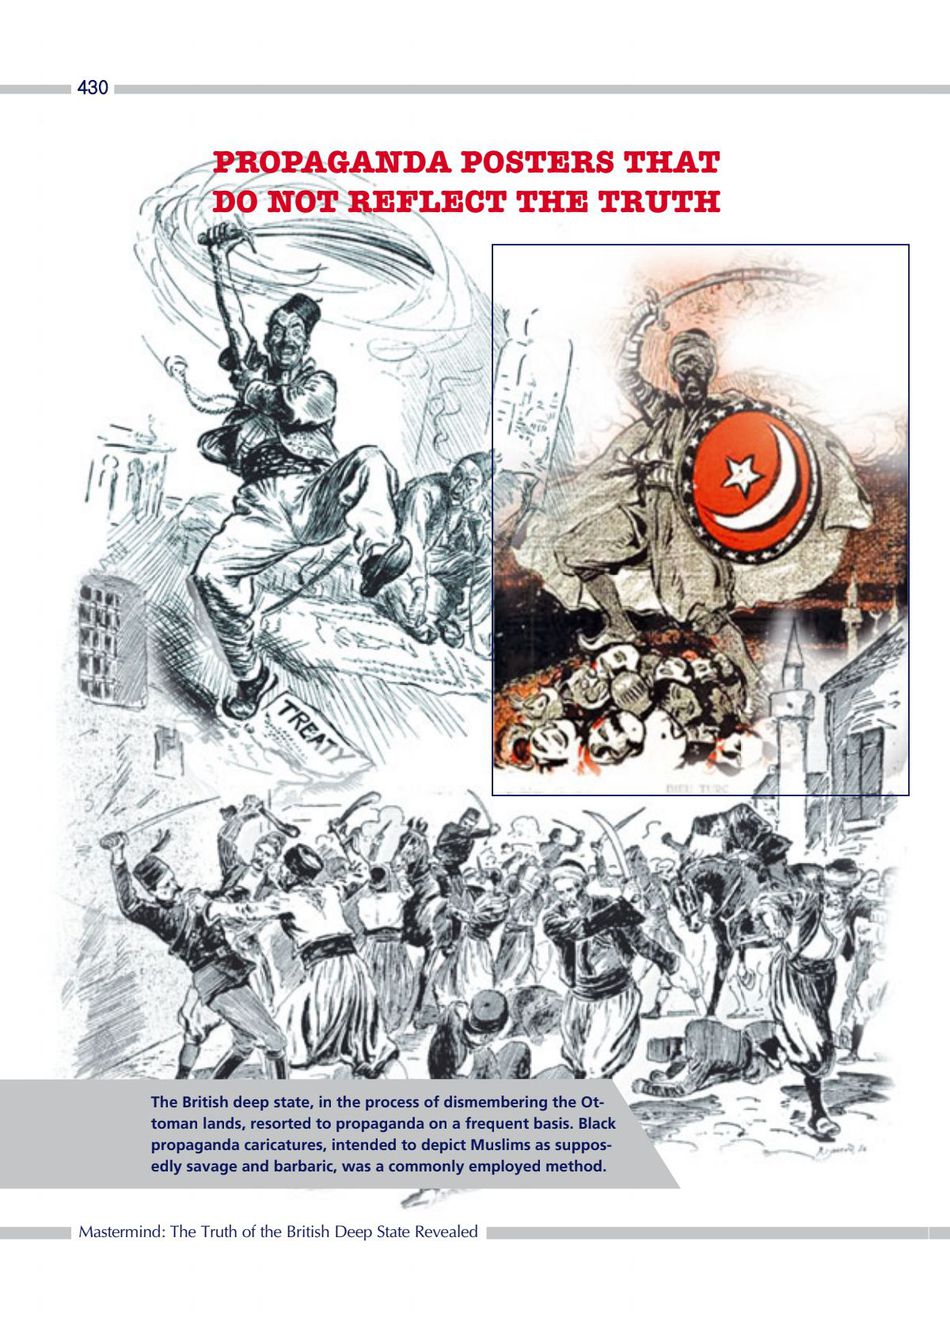 430
PROPAGANDA POSTERS THAT
DO NOT REFLECT THE TRUTH
TREATY
DIEU TURC
The British deep state, in the process of dismembering the Ot-
toman lands, resorted to propaganda on a frequent basis. Black
propaganda caricatures, intended to depict Muslims as suppos-
edly savage and barbaric, was a commonly employed method.
Mastermind: The Truth of the British Deep State Revealed